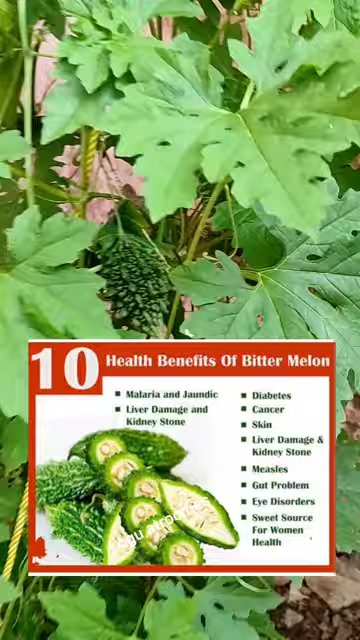 10 Health Benefits Of Bitter Melon
Malaria and Jaundic
Liver Damage and
Kidney Stone
Diabetes
Cancer
Skin
Liver Damage &
Kidney Stone
Measles
Gut Problem
Eye Disorders
Sweet Source
For Women
Health